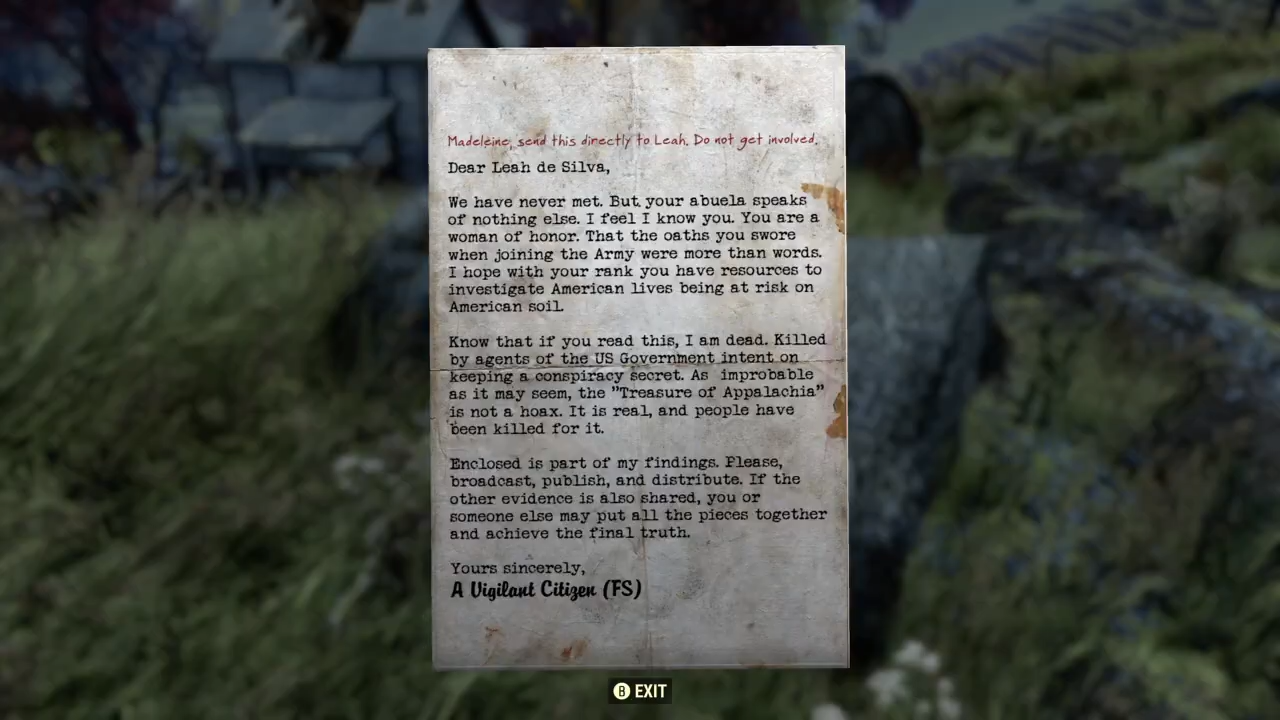 Madeleine, send this directly to Leah. Do not get involved.
Dear Leah de Silva,
We have never met. But your abuela speaks
of nothing else. I feel I know you. You are a
woman of honor. That the oaths you swore
when joining the Army were more than words.
I hope with your rank you have resources to
investigate American lives being at risk on
American soil.
Know that if you read this, I am dead. Killed
by agents of the US Government intent on
keeping a conspiracy secret. As improbable
as it may seem, the "Treasure of Appalachia"
is not a hoax. It is real, and people have
been killed for it.
Enclosed is part of my findings. Please,
broadcast, publish, and distribute. If the
other evidence is also shared, you or
someone else may put all the pieces together
and achieve the final truth.
Yours sincerely,
A Vigilant Citizen (FS)
B EXIT